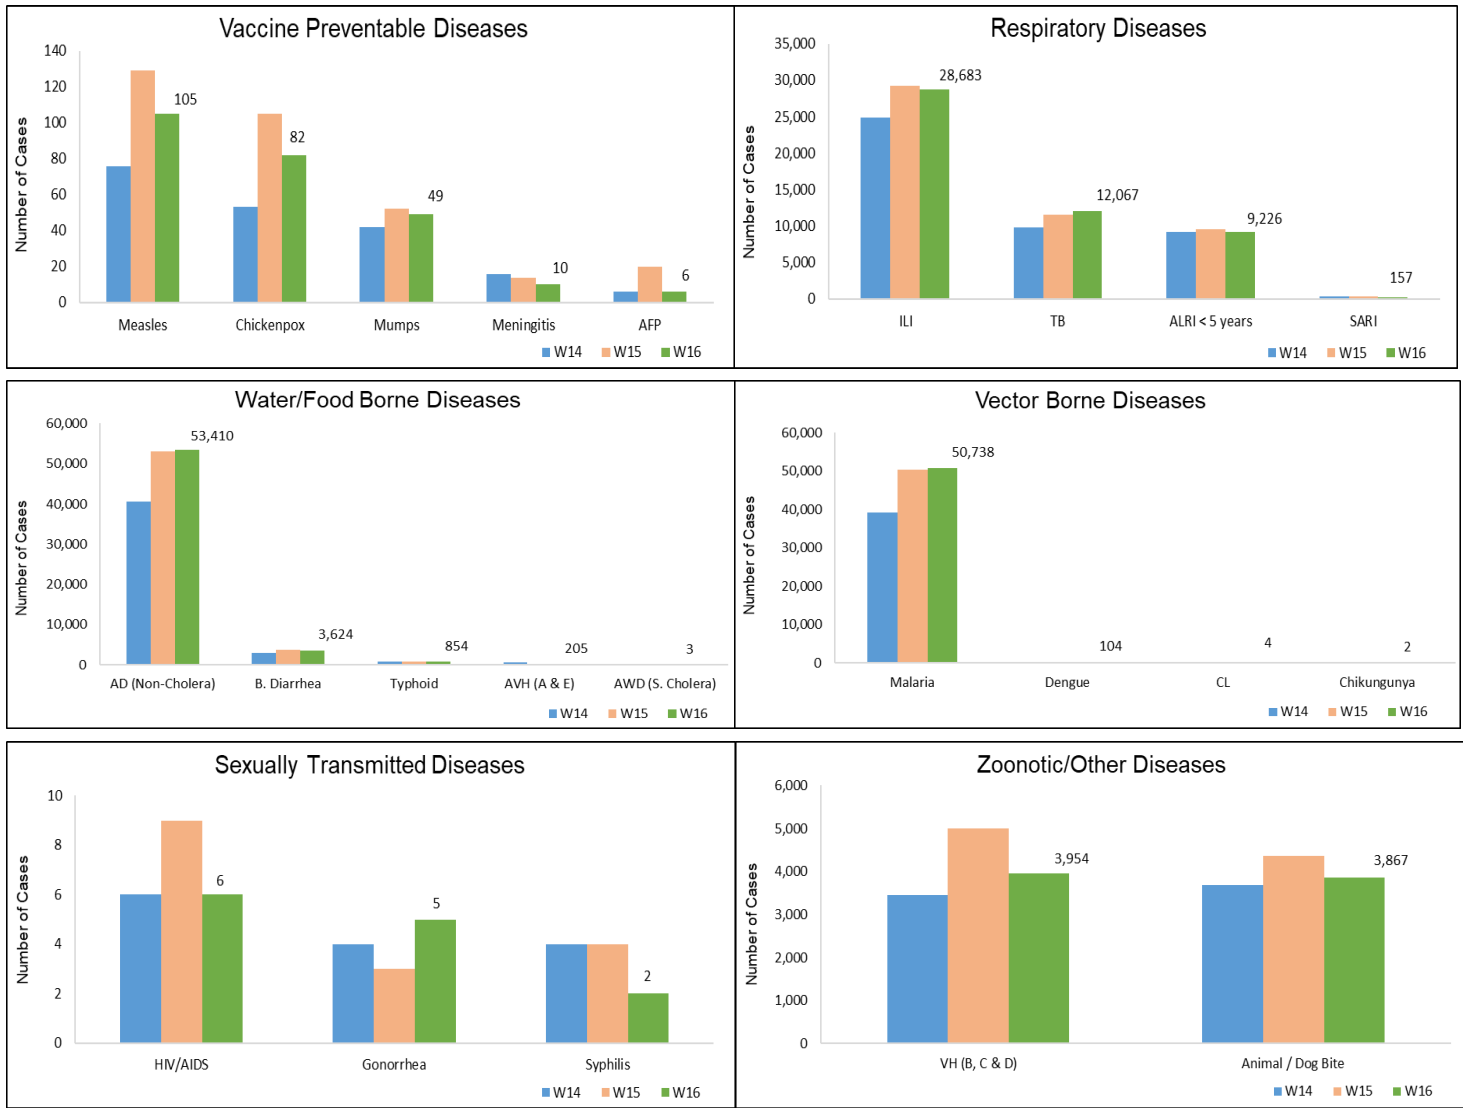 Vaccine Preventable Diseases
Number of Cases
140
120
100
80
60
40
20
0
105
82
49
10
6
Measles
Chickenpox
Mumps
Meningitis
AFP
W14 W15 W16
Respiratory Diseases
Number of Cases
35,000
30,000
25,000
20,000
15,000
10,000
5,000
0
28,683
12,067
9,226
157
ILI
TB
ALRI < 5 years
SARI
W14 W15 W16
Water/Food Borne Diseases
Number of Cases
60,000
50,000
40,000
30,000
20,000
10,000
0
53,410
3,624
854
205
3
AD (Non-Cholera)
B. Diarrhea
Typhoid
AVH (A & E)
AWD (S. Cholera)
W14 W15 W16
Vector Borne Diseases
Number of Cases
60,000
50,000
40,000
30,000
20,000
10,000
0
50,738
104
4
2
Malaria
Dengue
CL
Chikungunya
W14 W15 W16
Sexually Transmitted Diseases
Number of Cases
10
8
6
4
2
0
6
5
2
HIV/AIDS
Gonorrhea
Syphilis
W14 W15 W16
Zoonotic/Other Diseases
Number of Cases
6,000
5,000
4,000
3,000
2,000
1,000
0
3,954
3,867
VH (B, C & D)
Animal / Dog Bite
W14 W15 W16